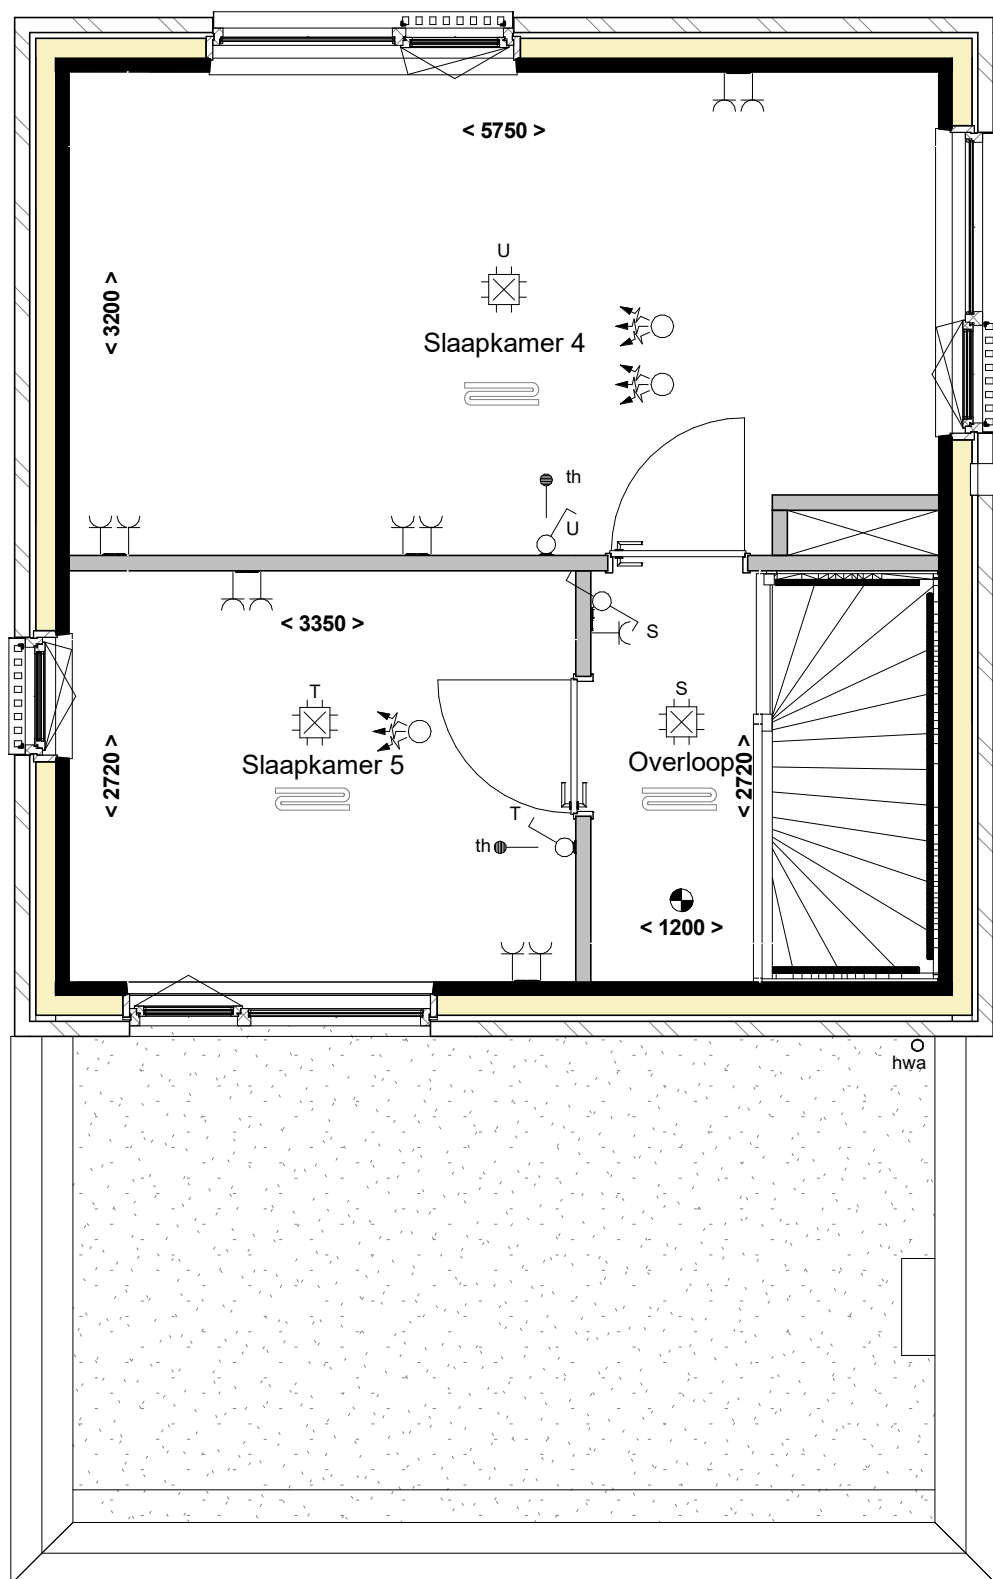 < 5750 >
< 3200 >
U
Slaapkamer 4
th
U
< 3350 >
S
T
Slaapkamer 5
S
Overloop
< 2720 >
< 2720 >
T
th
< 1200 >
hwa